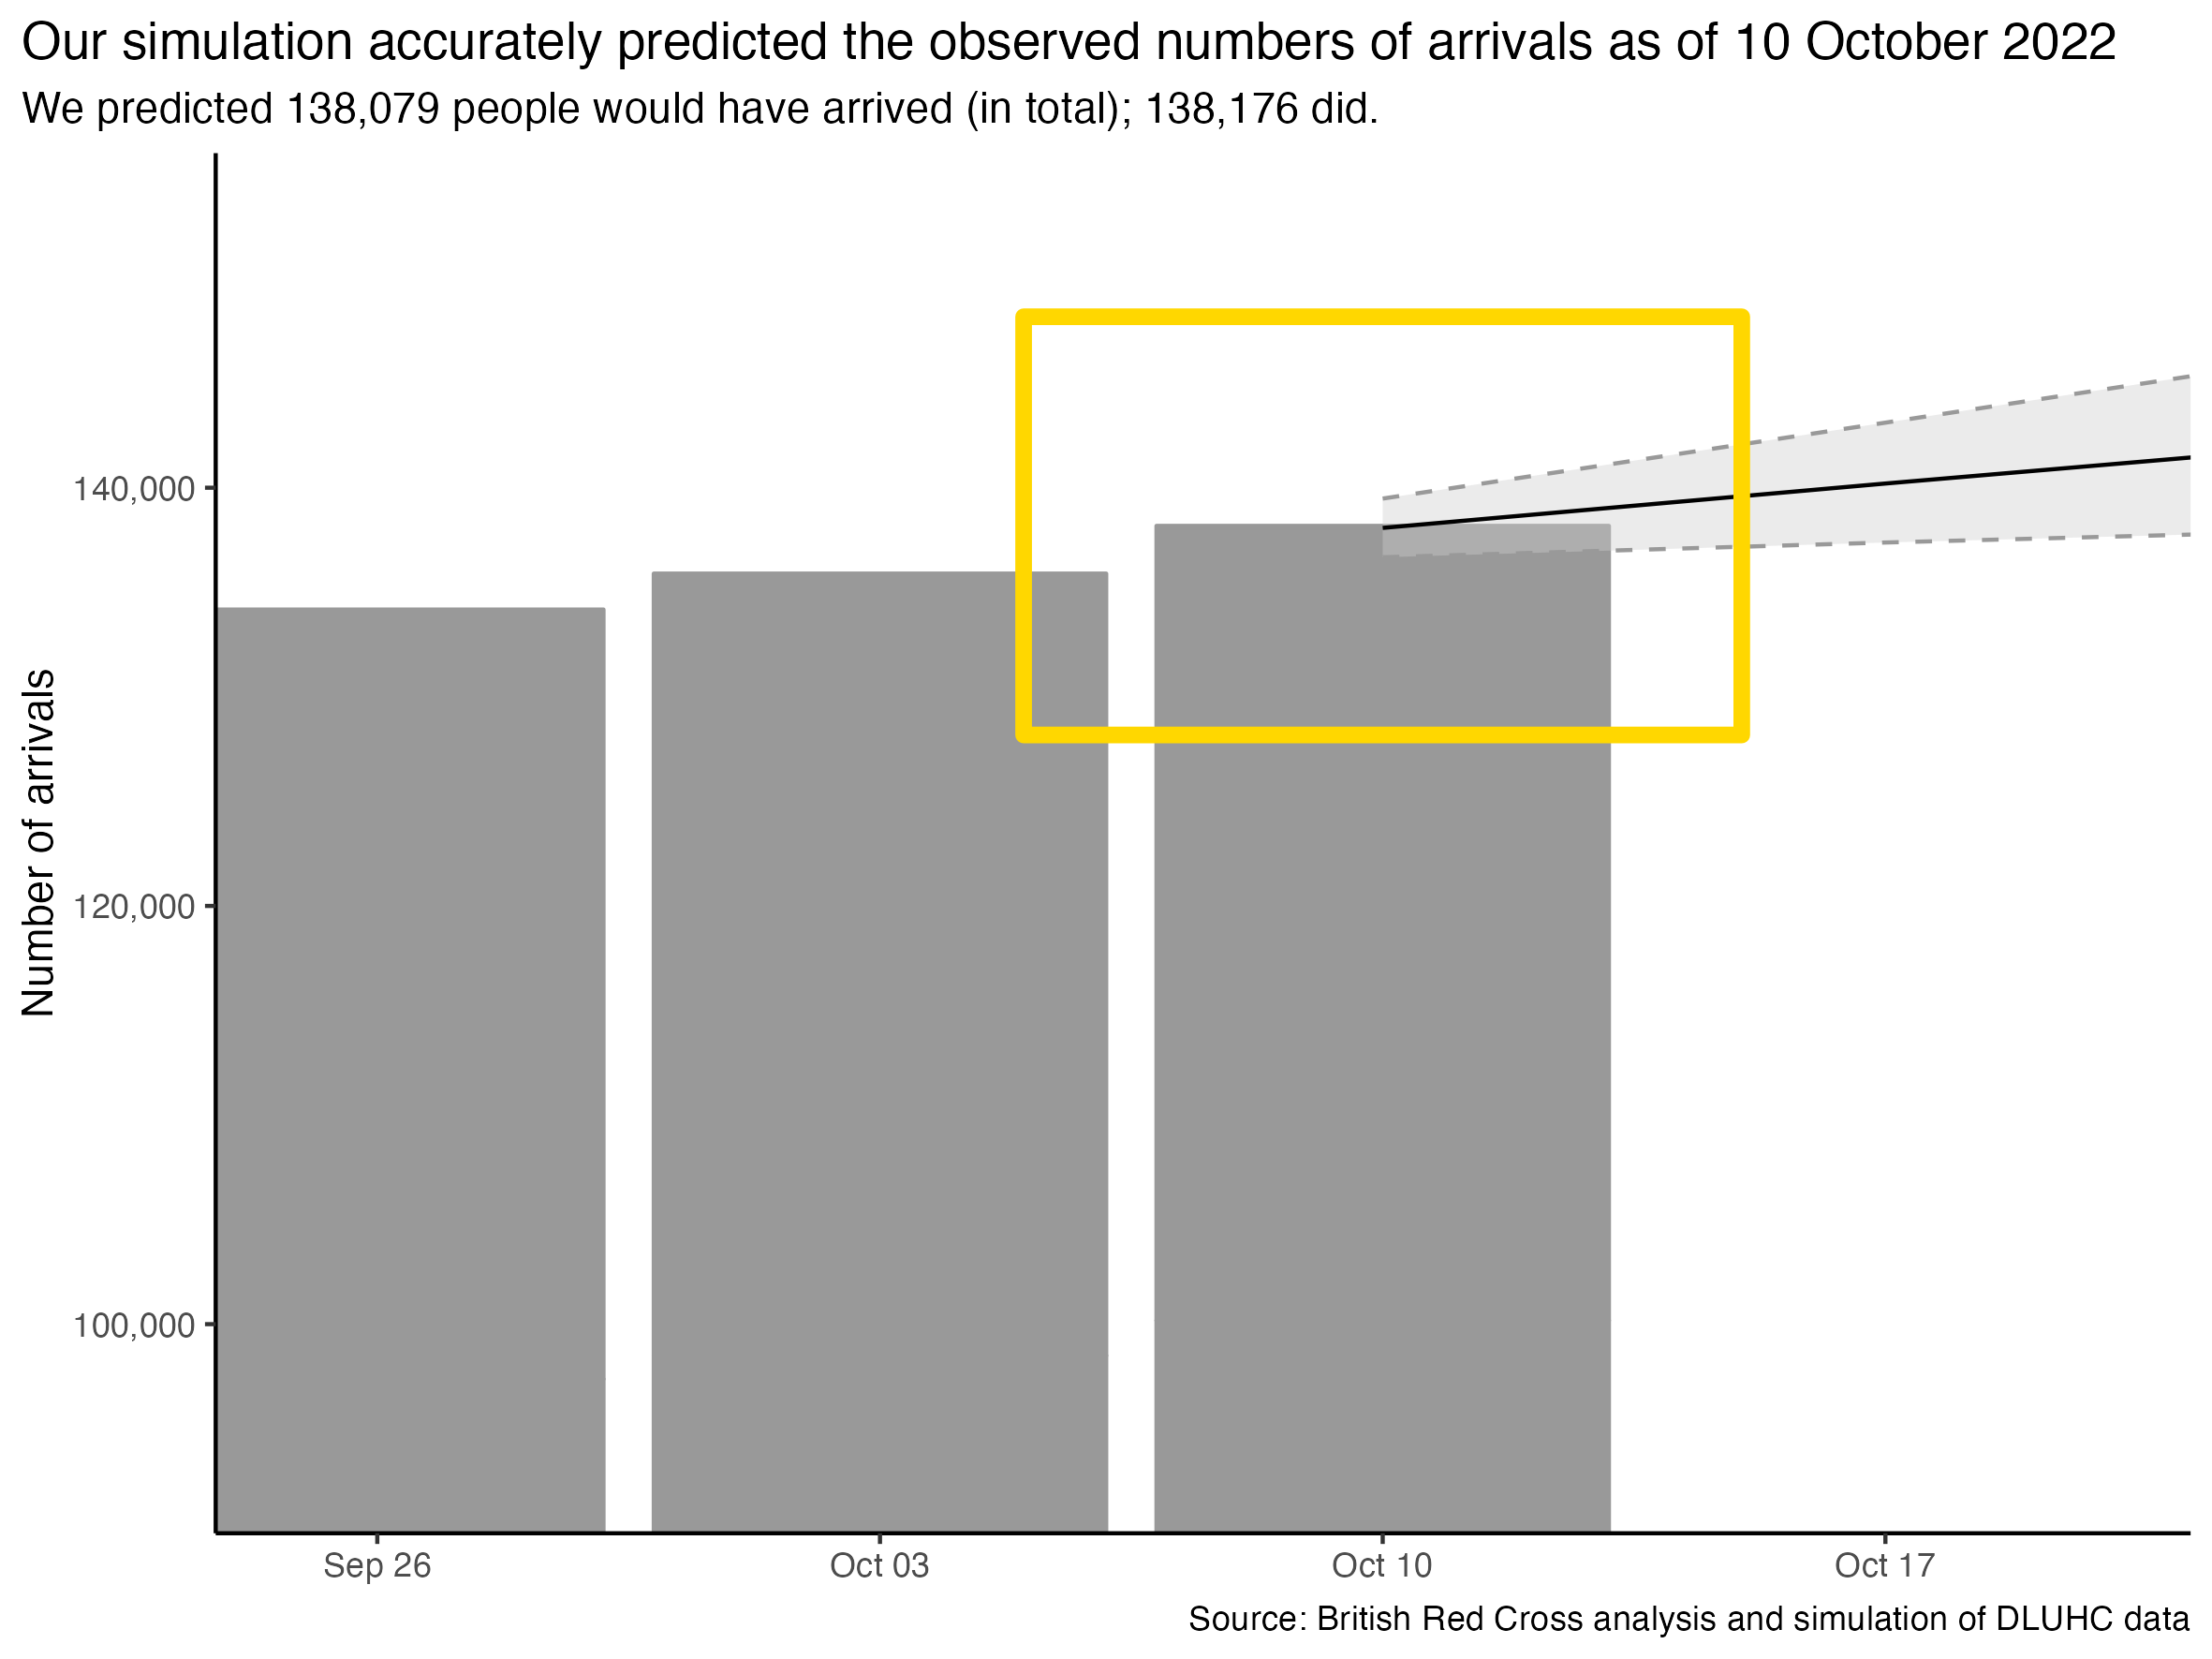 Our simulation accurately predicted the observed numbers of arrivals as of 10 October 2022
We predicted 138,079 people would have arrived (in total); 138,176 did.
Number of arrivals
140,000
120,000
100,000
Sep 26
Oct 03
Oct 10
Oct 17
Source: British Red Cross analysis and simulation of DLUHC data